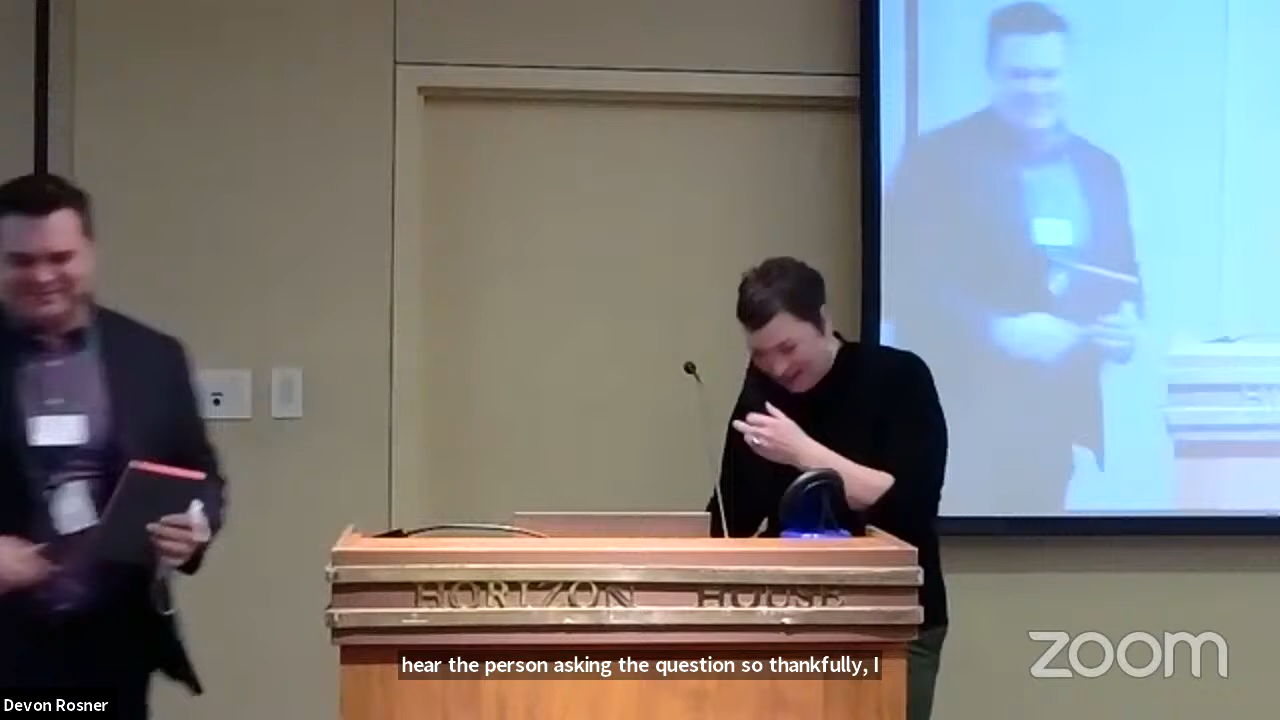 HORIZON HOUSE
hear the person asking the question so thankfully, I
zoom
Devon Rosner